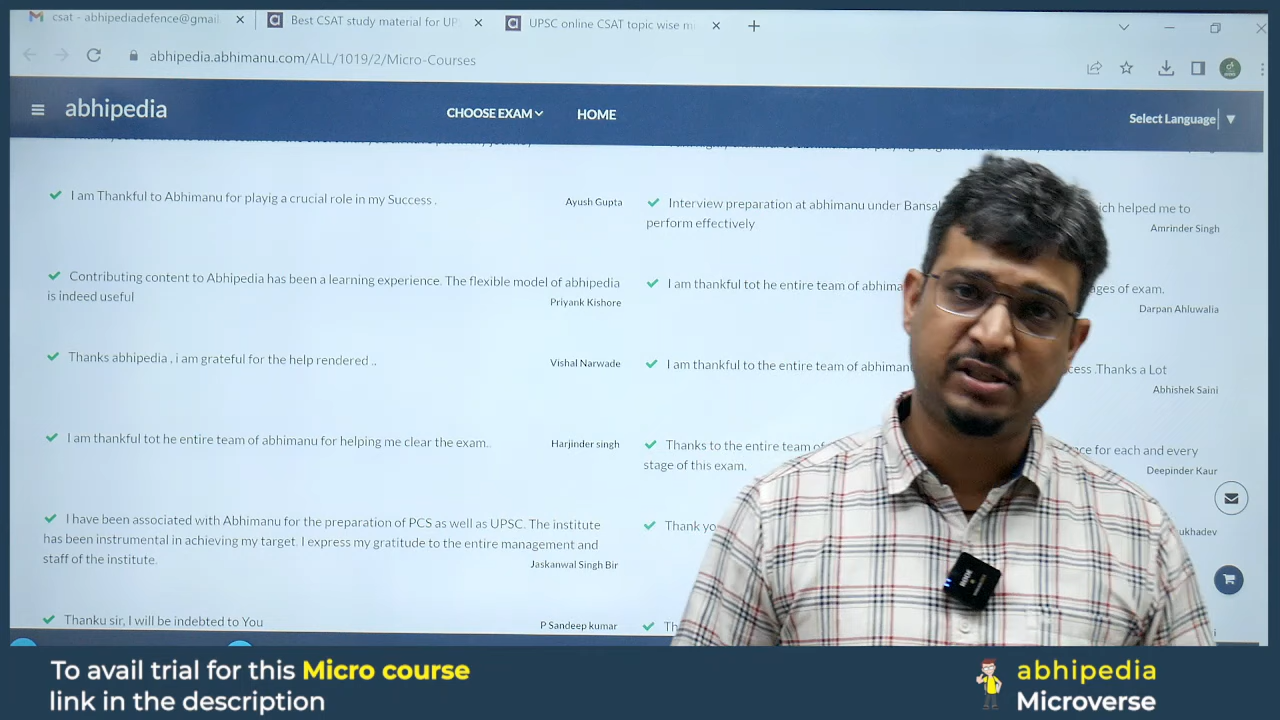 csat - abhipediadefence@gmail
Best CSAT study material for UP
UPSC online CSAT topic wise m
abhipedia.abhimanu.com/ALL/1019/2/Micro-Courses
abhipedia
CHOOSE EXAM
HOME
Select Language
I am Thankful to Abhimanu for playig a crucial role in my Success .
Ayush Gupta
Interview preparation at abhimanu under Bansal
ich helped me to
perform effectively
Amrinder Singh
Contributing content to Abhipedia has been a learning experience. The flexible model of abhipedia
is indeed useful
Priyank Kishore
I am thankful tot he entire team of abhima
ages of exam.
Darpan Ahluwalia
Thanks abhipedia , i am grateful for the help rendered ..
Vishal Narwade
I am thankful to the entire team of abhiman
cess .Thanks a Lot
Abhishek Saini
I am thankful tot he entire team of abhimanu for helping me clear the exam..
Harjinder singh
Thanks to the entire team of
ce for each and every
stage of this exam.
Deepinder Kaur
I have been associated with Abhimanu for the preparation of PCS as well as UPSC. The institute
has been instrumental in achieving my target. I express my gratitude to the entire management and
staff of the institute.
Jaskanwal Singh Bir
Thank yo
ukhadev
Thanku sir, I will be indebted to You
P Sandeep kumar
Th
RODE
To avail trial for this Micro course
link in the description
abhipedia
Microverse